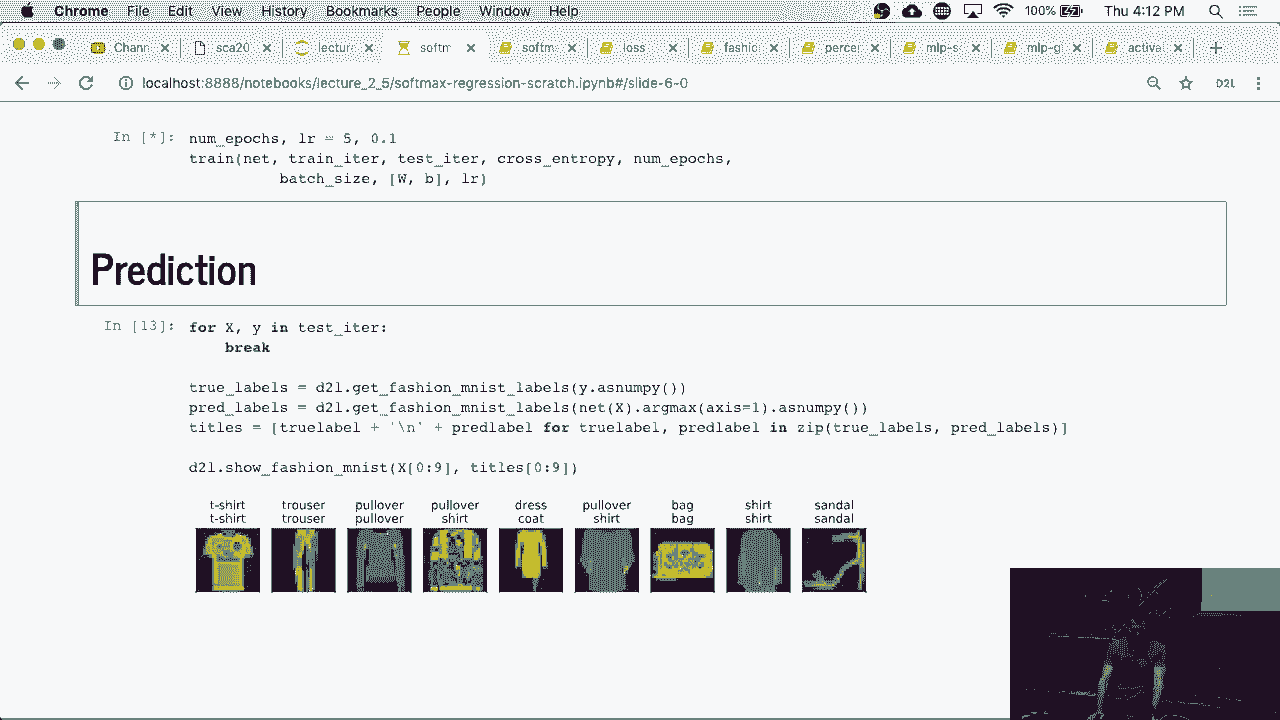 Chrome File Edit View History Bookmarks People Window Help 100% Thu 4:12 PM
Chann sca20 lectur softm softm loss fashio percep mlp-s mlp-g activa
localhost:8888/notebooks/lecture_2_5/softmax-regression-scratch.ipynb#/slide-6-0 D2L
In [*]: num_epochs, lr = 5, 0.1
train(net, train_iter, test_iter, cross_entropy, num_epochs,
batch_size, [W, b], lr)
Prediction
In [13]: for X, y in test_iter:
break
true_labels = d2l.get_fashion_mnist_labels(y.asnumpy())
pred_labels = d2l.get_fashion_mnist_labels(net(X).argmax(axis=1).asnumpy())
titles = [truelabel + '\n' + predlabel for truelabel, predlabel in zip(true_labels, pred_labels)]
d2l.show_fashion_mnist(X[0:9], titles[0:9])
t-shirt trouser pullover pullover dress pullover bag shirt sandal
t-shirt trouser pullover shirt coat shirt bag shirt sandal